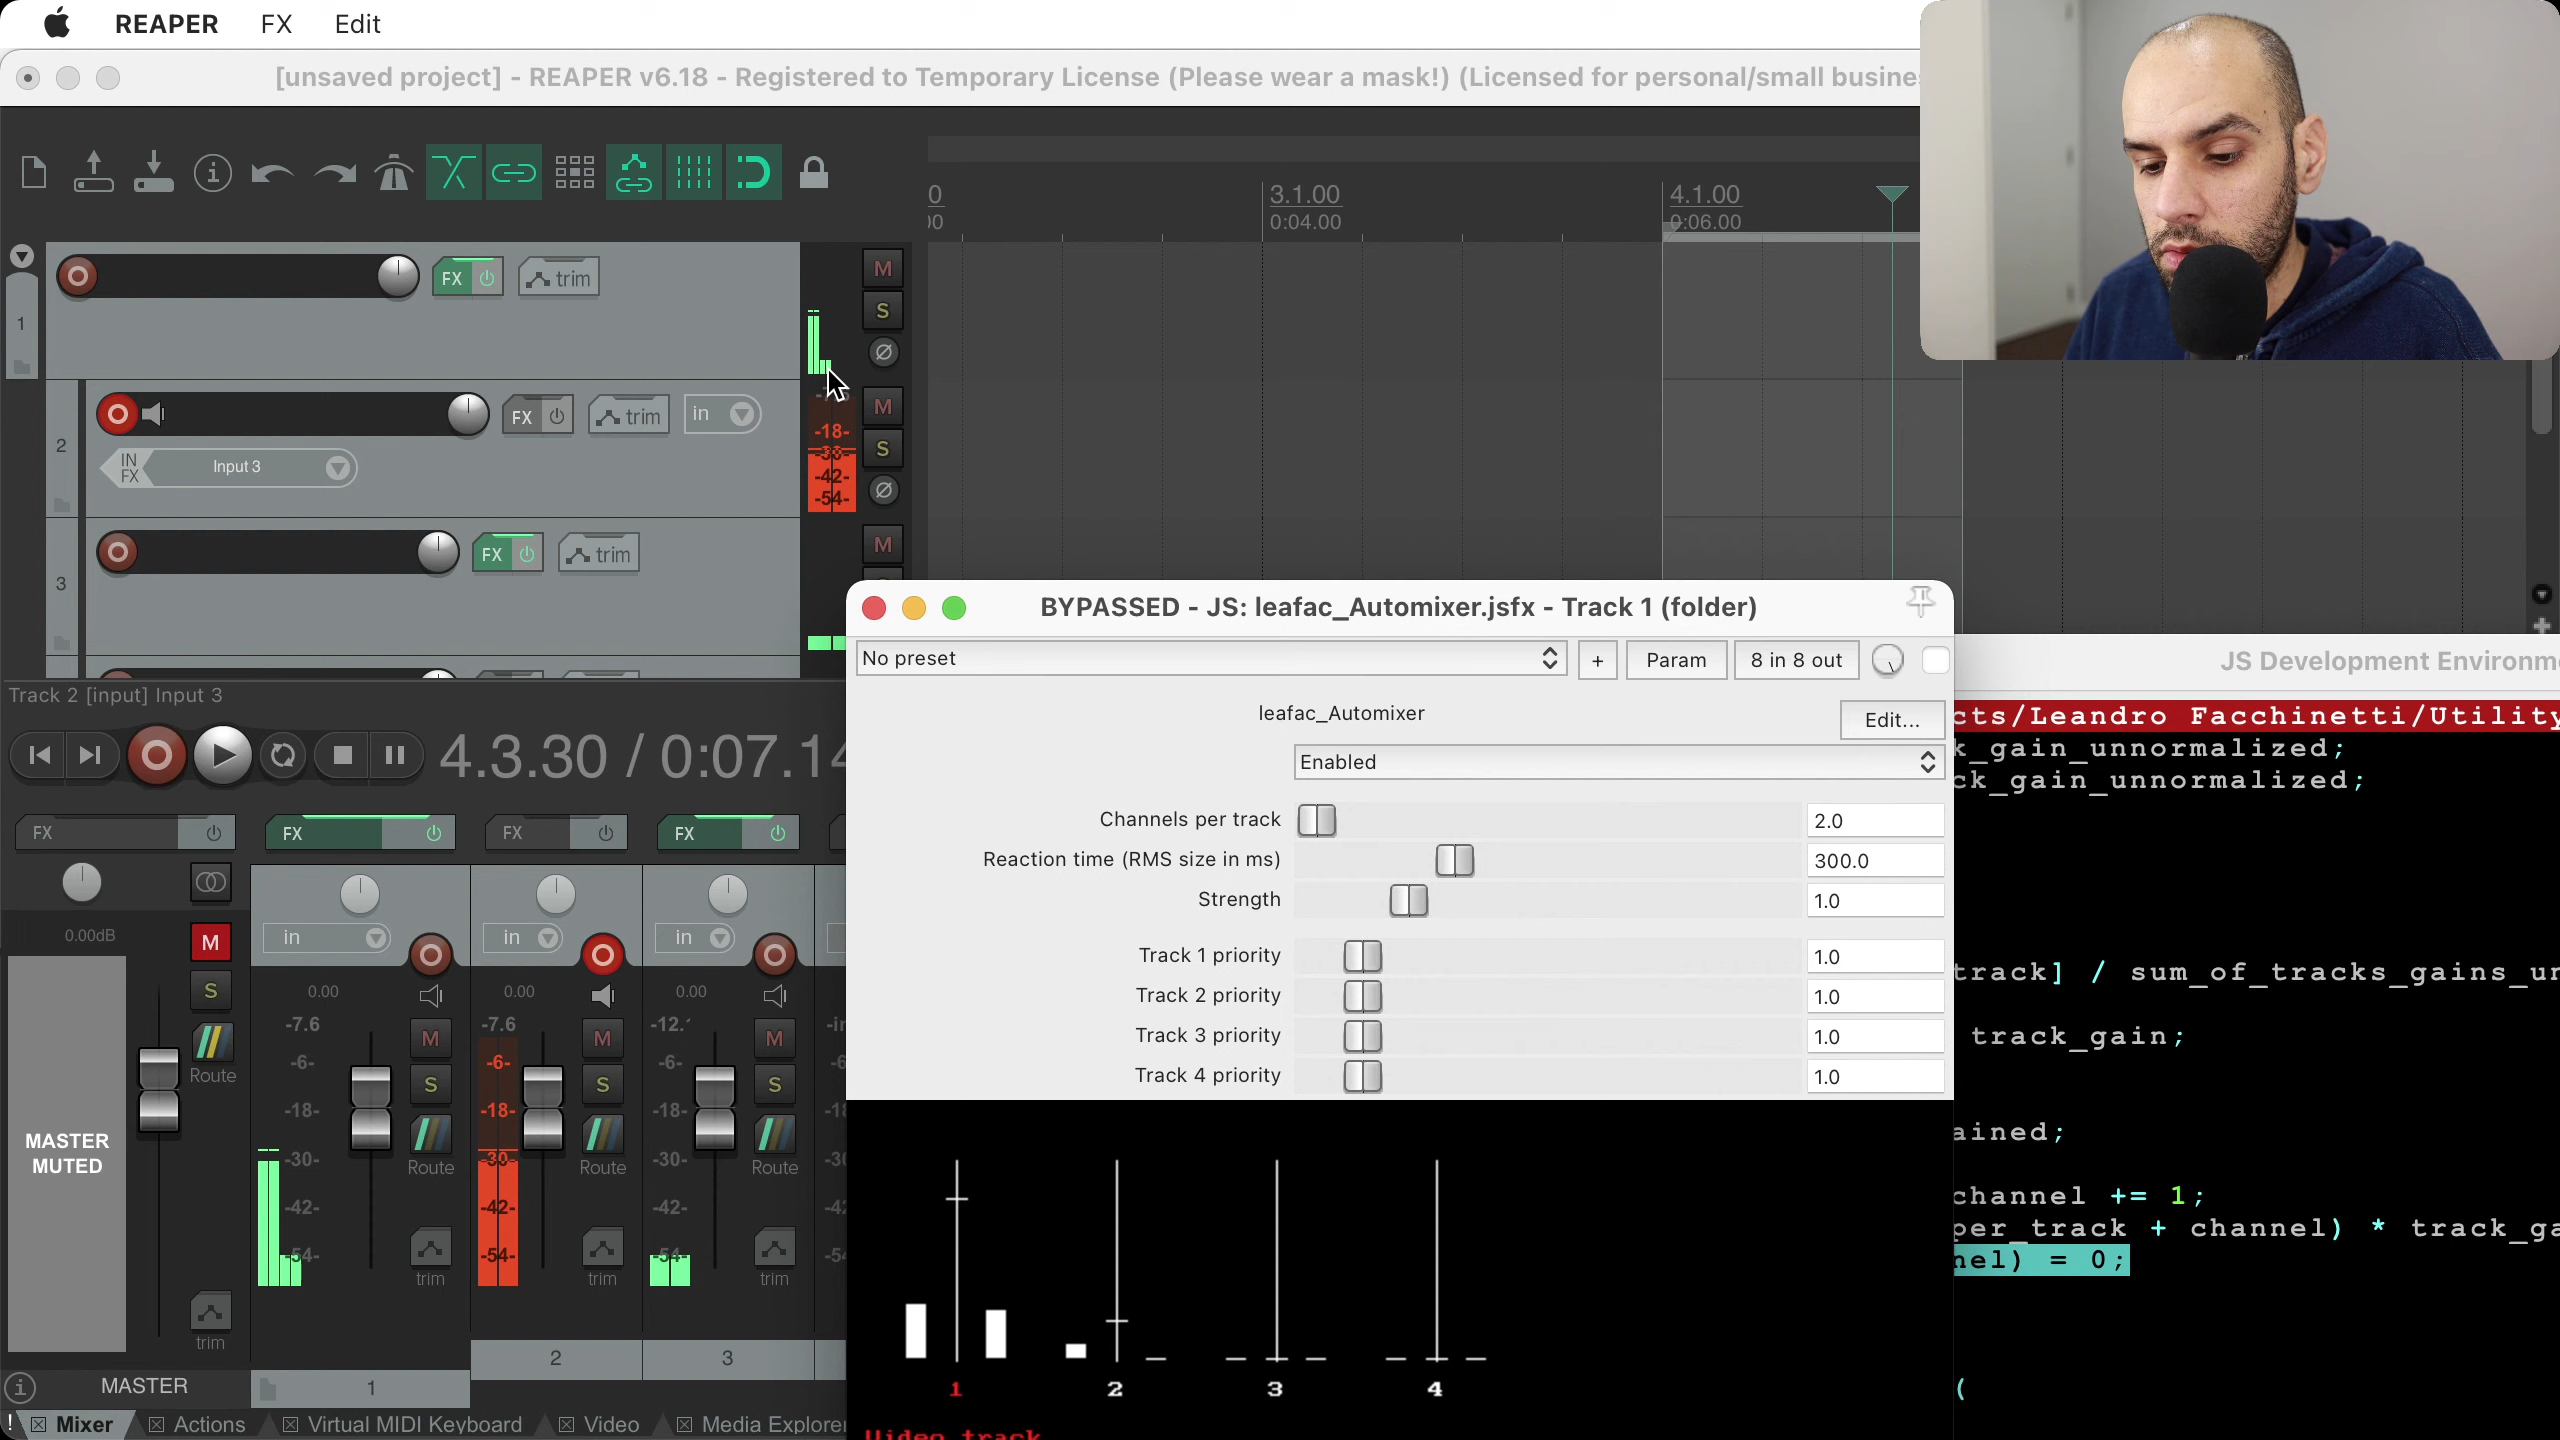 REAPER FX Edit
[unsaved project] - REAPER v6.18 - Registered to Temporary License (Please wear a mask!) (Licensed for personal/small busines
3.1.00 4.1.00
0:04.00 0:06.00
FX trim M
1 S
FX trim in M
2 -18- S
IN FX Input 3 -42-
-54-
FX trim M
3
Track 2 [input] Input 3
4.3.30 / 0:07.14
BYPASSED - JS: leafac_Automixer.jsfx - Track 1 (folder)
No preset + Param 8 in 8 out
leafac_Automixer Edit...
Enabled
Channels per track 2.0
Reaction time (RMS size in ms) 300.0
Strength 1.0
Track 1 priority 1.0
Track 2 priority 1.0
Track 3 priority 1.0
Track 4 priority 1.0
1 2 3 4
Video track
JS Development Environm
cts/Leandro Facchinetti/Utility
k_gain_unnormalized;
ck_gain_unnormalized;
track] / sum_of_tracks_gains_un
track_gain;
ained;
channel += 1;
per_track + channel) * track_ga
nel) = 0;
(
FX FX FX FX
in in in
0.00dB M
S 0.00 0.00 0.00
-7.6 -7.6 -12.
-6- M -6- M -6- M
S S S
-18- -18- -18-
Route Route Route Route
MASTER MUTED
-30- -30- -30-
-42- -42- -42-
-54- -54- -54-
trim trim trim trim
2 3
MASTER 1
! Mixer Actions Virtual MIDI Keyboard Video Media Explorer